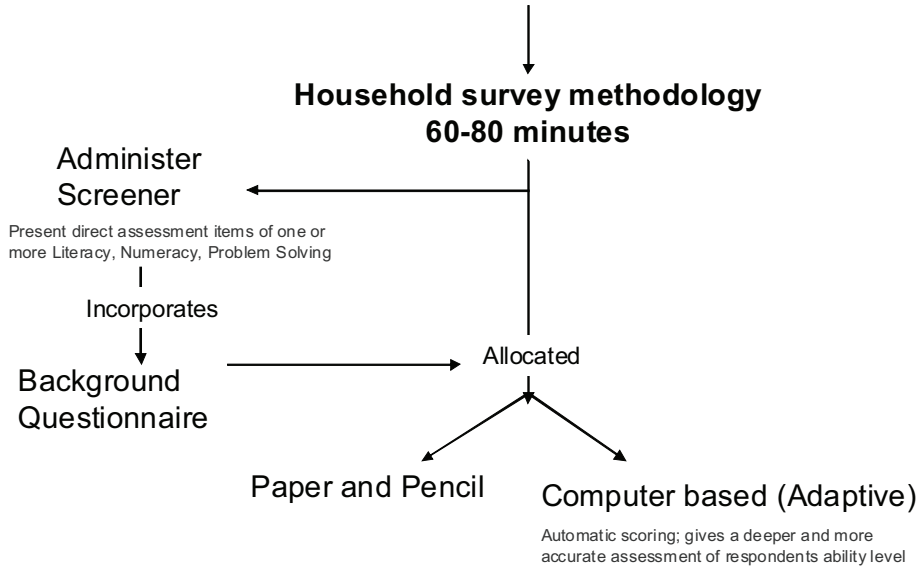 Household survey methodology
60-80 minutes
Administer
Screener
Present direct assessment items of one or
more Literacy, Numeracy, Problem Solving
Incorporates
Background
Questionnaire
Allocated
Paper and Pencil
Computer based (Adaptive)
Automatic scoring; gives a deeper and more
accurate assessment of respondents ability level